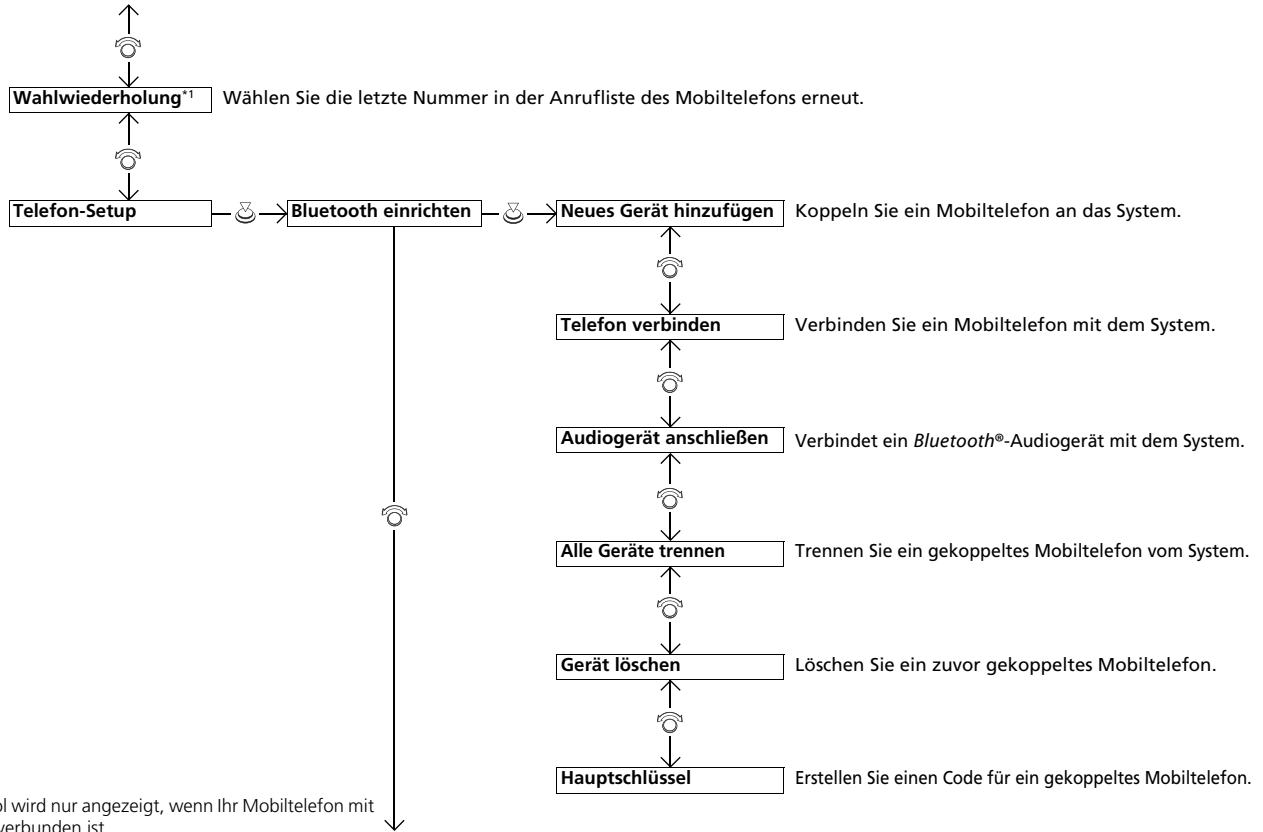 Wahlwiederholung*1 Wählen Sie die letzte Nummer in der Anrufliste des Mobiltelefons erneut.
Telefon-Setup Bluetooth einrichten Neues Gerät hinzufügen Koppeln Sie ein Mobiltelefon an das System.
Telefon verbinden Verbinden Sie ein Mobiltelefon mit dem System.
Audiogerät anschließen Verbindet ein Bluetooth®-Audiogerät mit dem System.
Alle Geräte trennen Trennen Sie ein gekoppeltes Mobiltelefon vom System.
Gerät löschen Löschen Sie ein zuvor gekoppeltes Mobiltelefon.
Hauptschlüssel Erstellen Sie einen Code für ein gekoppeltes Mobiltelefon.
wird nur angezeigt, wenn Ihr Mobiltelefon mit
verbunden ist